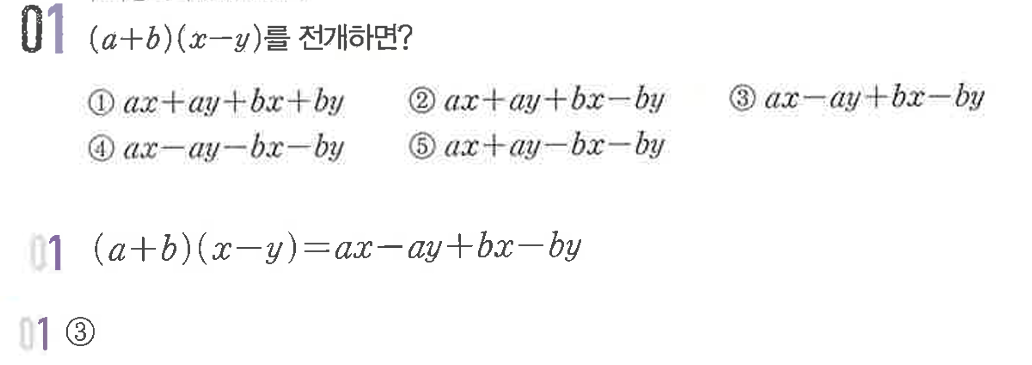 01 (a+b)(x-y)를 전개하면?
① ax+ay+bx+by ② ax+ay+bx-by ③ ax-ay+bx-by
④ ax-ay-bx-by ⑤ ax+ay-bx-by
01 (a+b)(x-y)=ax-ay+bx-by
01 ③